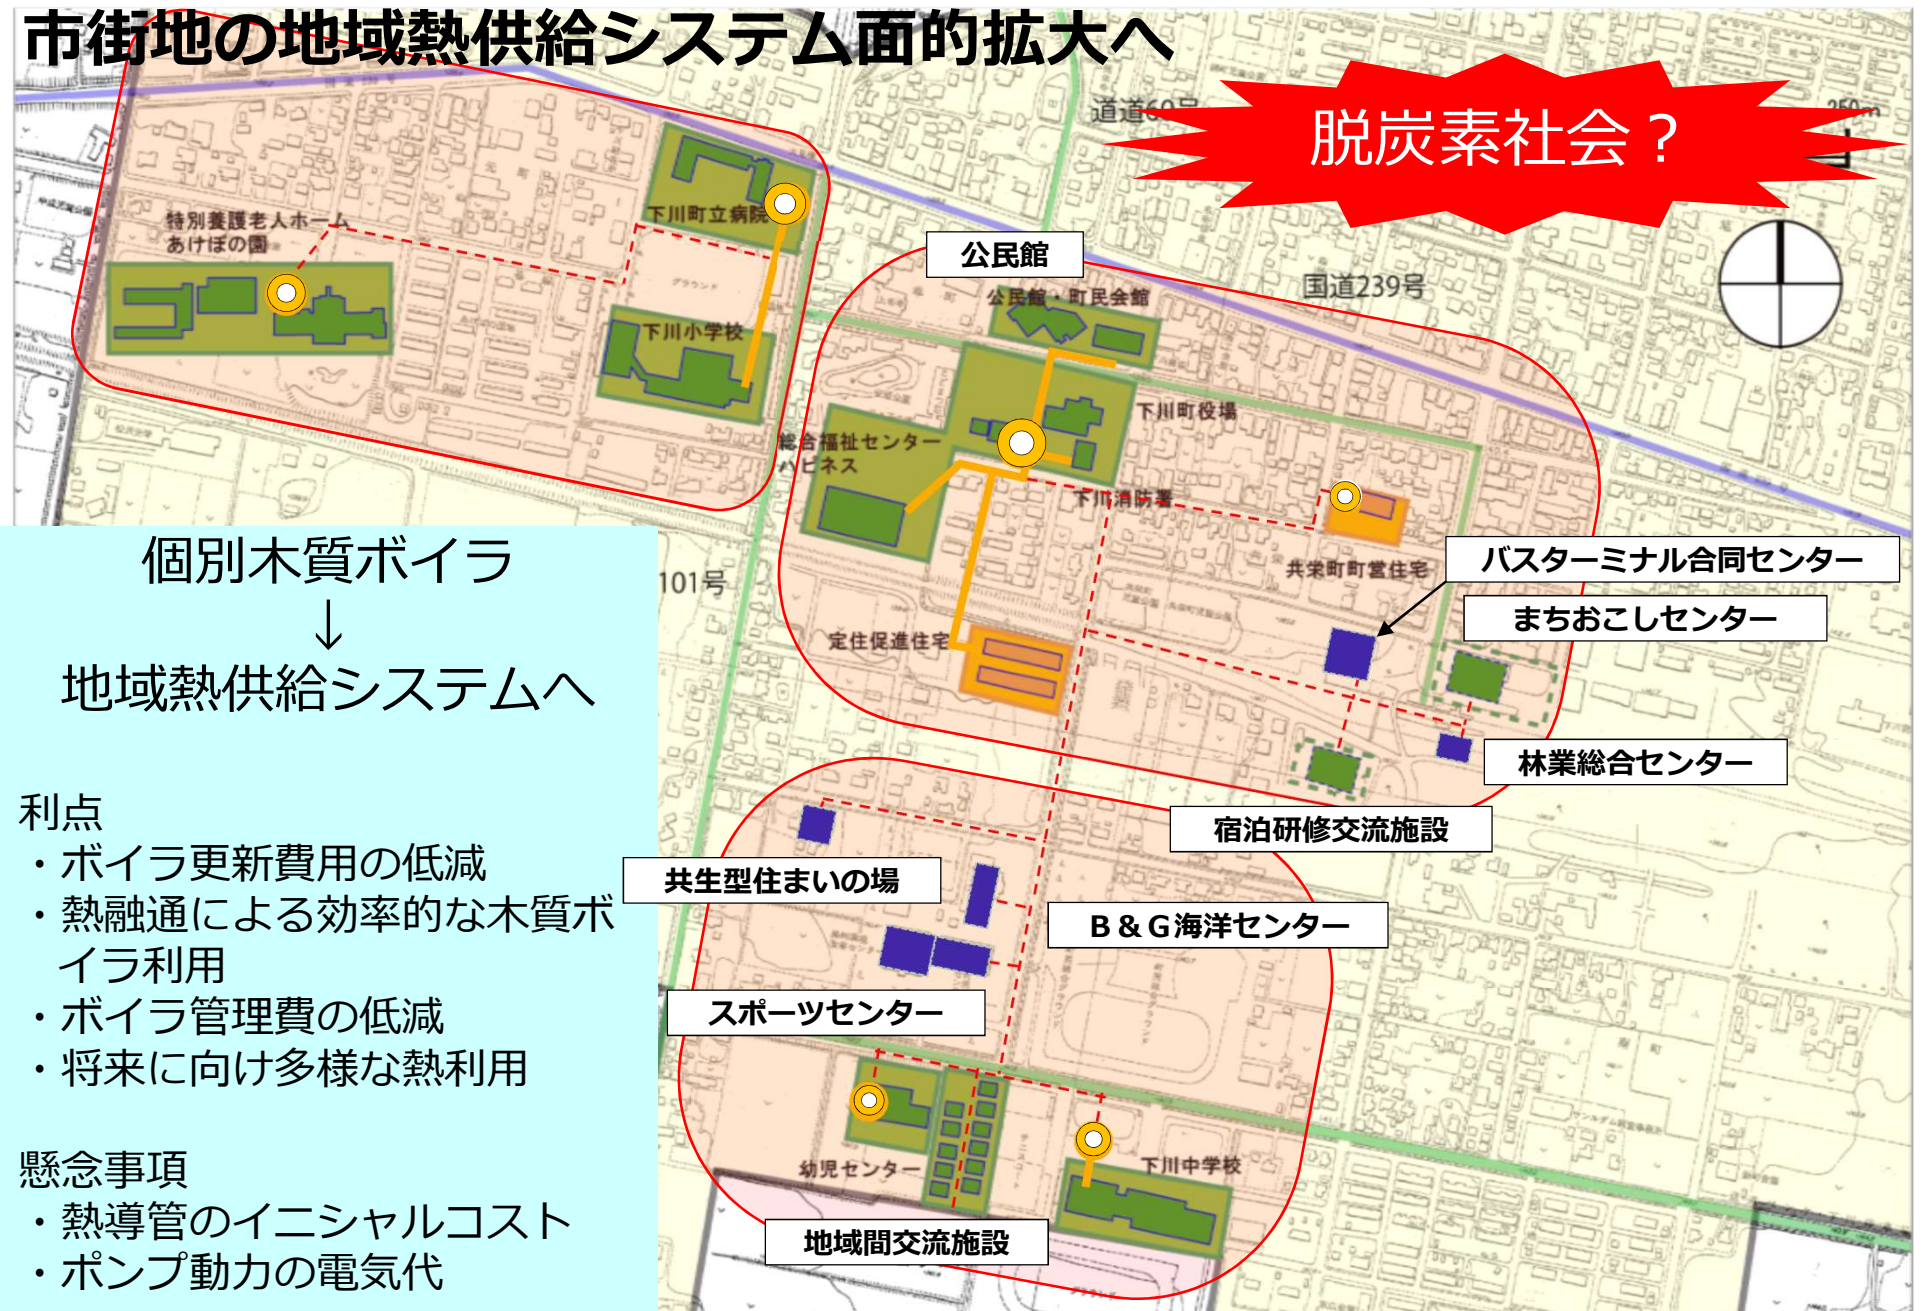 市街地の地域熱供給システム面的拡大へ
脱炭素社会？
道道60号
250m
国道239号
特別養護老人ホーム
あけぼの園
下川町立病院
グラウンド
下川小学校
公民館
公民館・町民会館
下川町役場
総合福祉センター
ハピネス
下川消防署
共栄町町営住宅
定住促進住宅
バスターミナル合同センター
まちおこしセンター
林業総合センター
宿泊研修交流施設
101号
個別木質ボイラ
↓
地域熱供給システムへ
利点
・ボイラ更新費用の低減
・熱融通による効率的な木質ボ
イラ利用
・ボイラ管理費の低減
・将来に向け多様な熱利用
懸念事項
・熱導管のイニシャルコスト
・ポンプ動力の電気代
共生型住まいの場
Ｂ＆Ｇ海洋センター
スポーツセンター
幼児センター
下川中学校
地域間交流施設
グラウンド